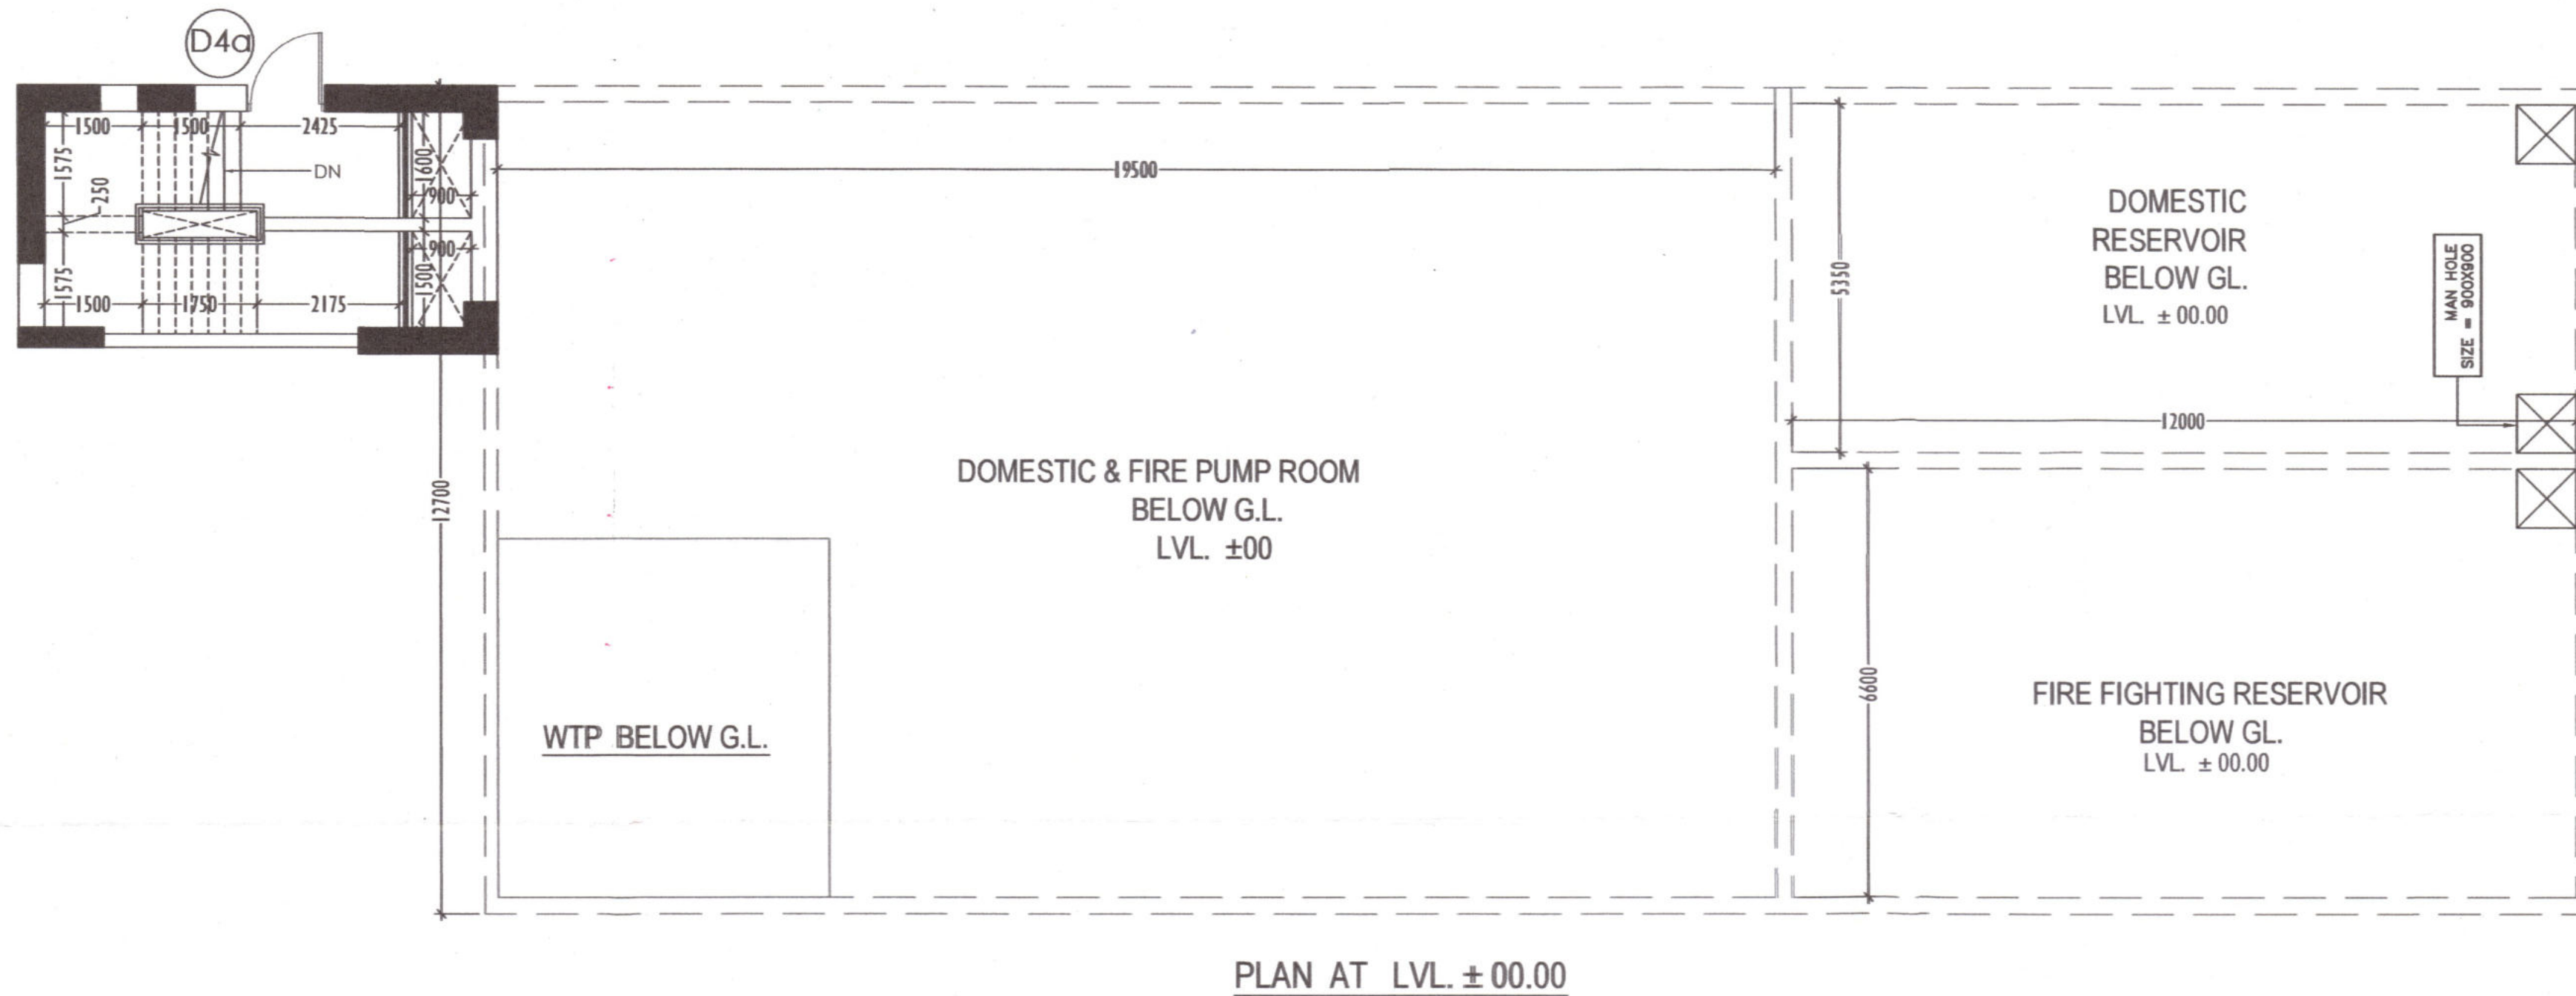 D4a
1500
1500
2425
1575
250
1575
DN
1600
900
900
1500
1500
1750
2175
19500
12700
DOMESTIC & FIRE PUMP ROOM
BELOW G.L.
LVL. ±00
WTP BELOW G.L.
5350
DOMESTIC
RESERVOIR
BELOW GL.
LVL. ± 00.00
MAN HOLE
SIZE = 900X900
12000
6600
FIRE FIGHTING RESERVOIR
BELOW GL.
LVL. ± 00.00
PLAN AT LVL. ± 00.00